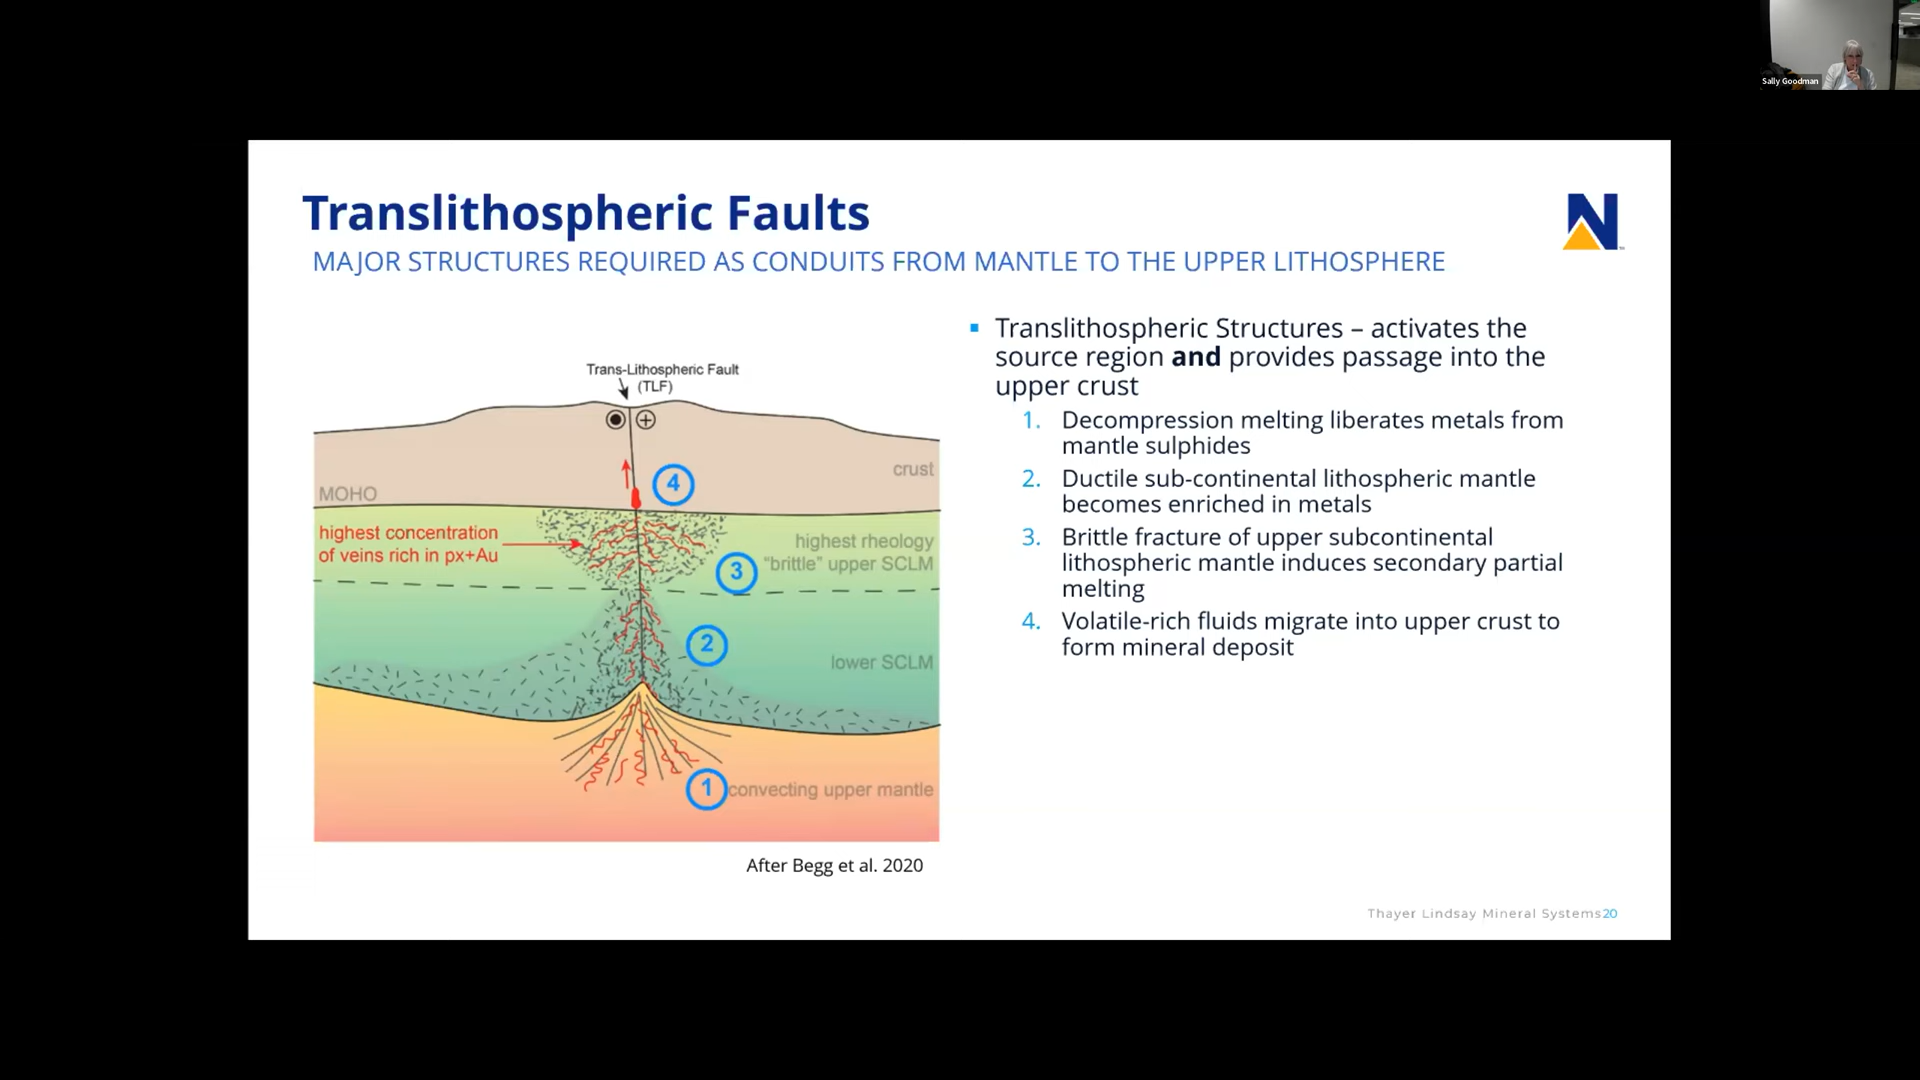 Sally Goodman
Translithospheric Faults
MAJOR STRUCTURES REQUIRED AS CONDUITS FROM MANTLE TO THE UPPER LITHOSPHERE
N
Trans-Lithospheric Fault
(TLF)
crust
4
MOHO
highest concentration
of veins rich in px+Au
highest rheology
"brittle" upper SCLM
3
2
lower SCLM
1
convecting upper mantle
After Begg et al. 2020
Translithospheric Structures – activates the
source region and provides passage into the
upper crust
1. Decompression melting liberates metals from
mantle sulphides
2. Ductile sub-continental lithospheric mantle
becomes enriched in metals
3. Brittle fracture of upper subcontinental
lithospheric mantle induces secondary partial
melting
4. Volatile-rich fluids migrate into upper crust to
form mineral deposit
Thayer Lindsay Mineral Systems 20